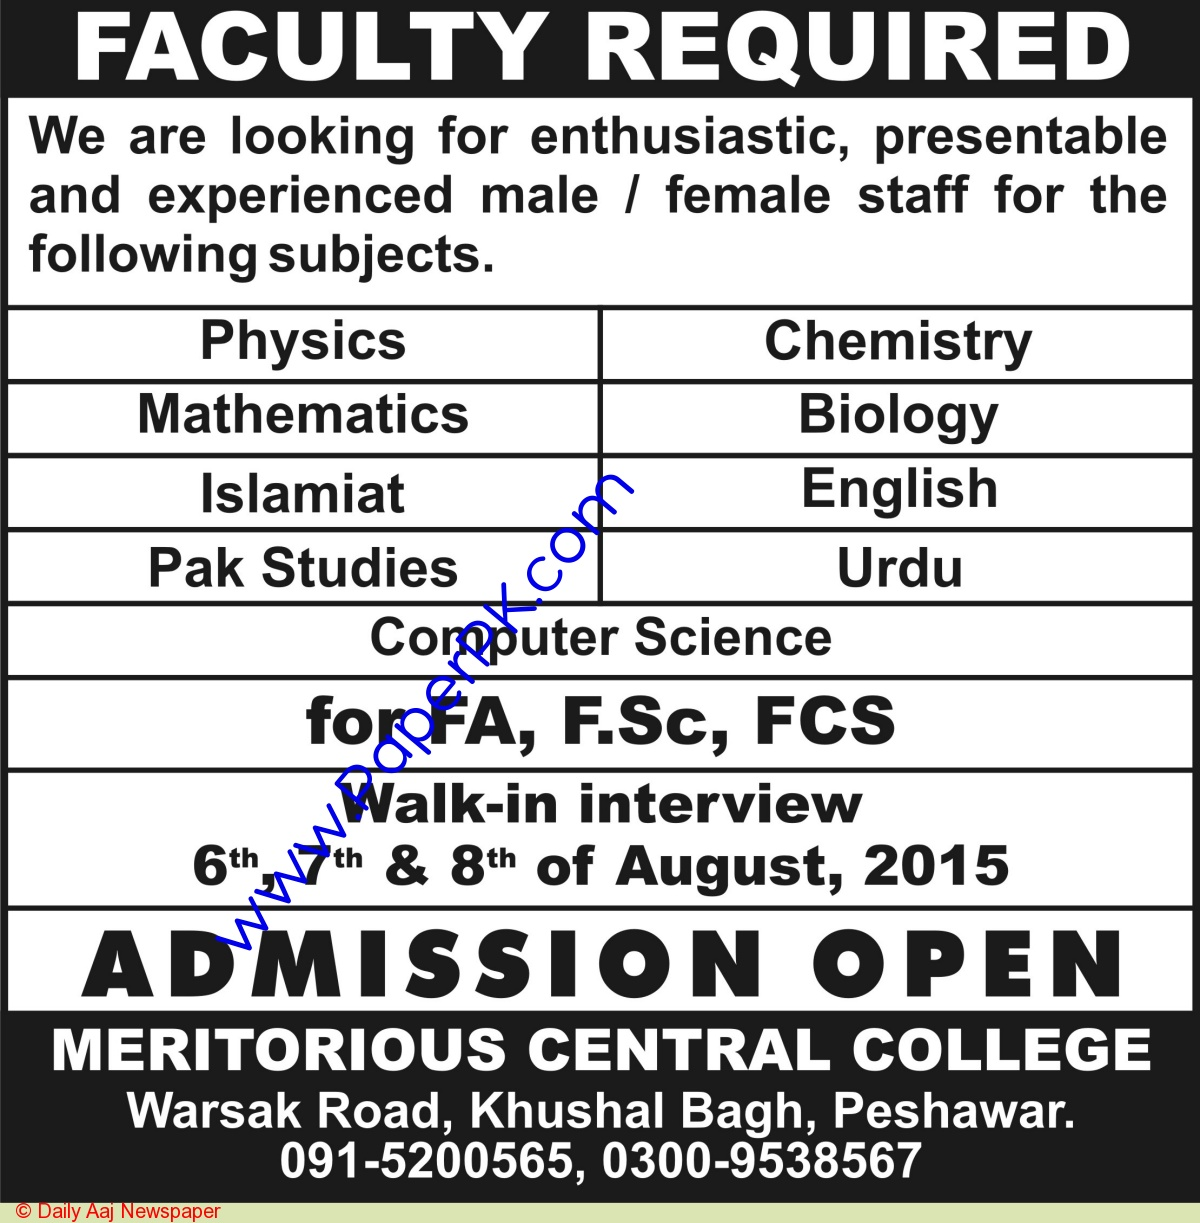 FACULTY REQUIRED
We are looking for enthusiastic, presentable
and experienced male / female staff for the
following subjects.
Physics
Chemistry
Mathematics
Biology
Islamiat
English
Pak Studies
Urdu
Computer Science
for FA, F.Sc, FCS
Walk-in interview
6th, 7th & 8th of August, 2015
ADMISSION OPEN
MERITORIOUS CENTRAL COLLEGE
Warsak Road, Khushal Bagh, Peshawar.
091-5200565, 0300-9538567
www.PaperPK.com
© Daily Aaj Newspaper